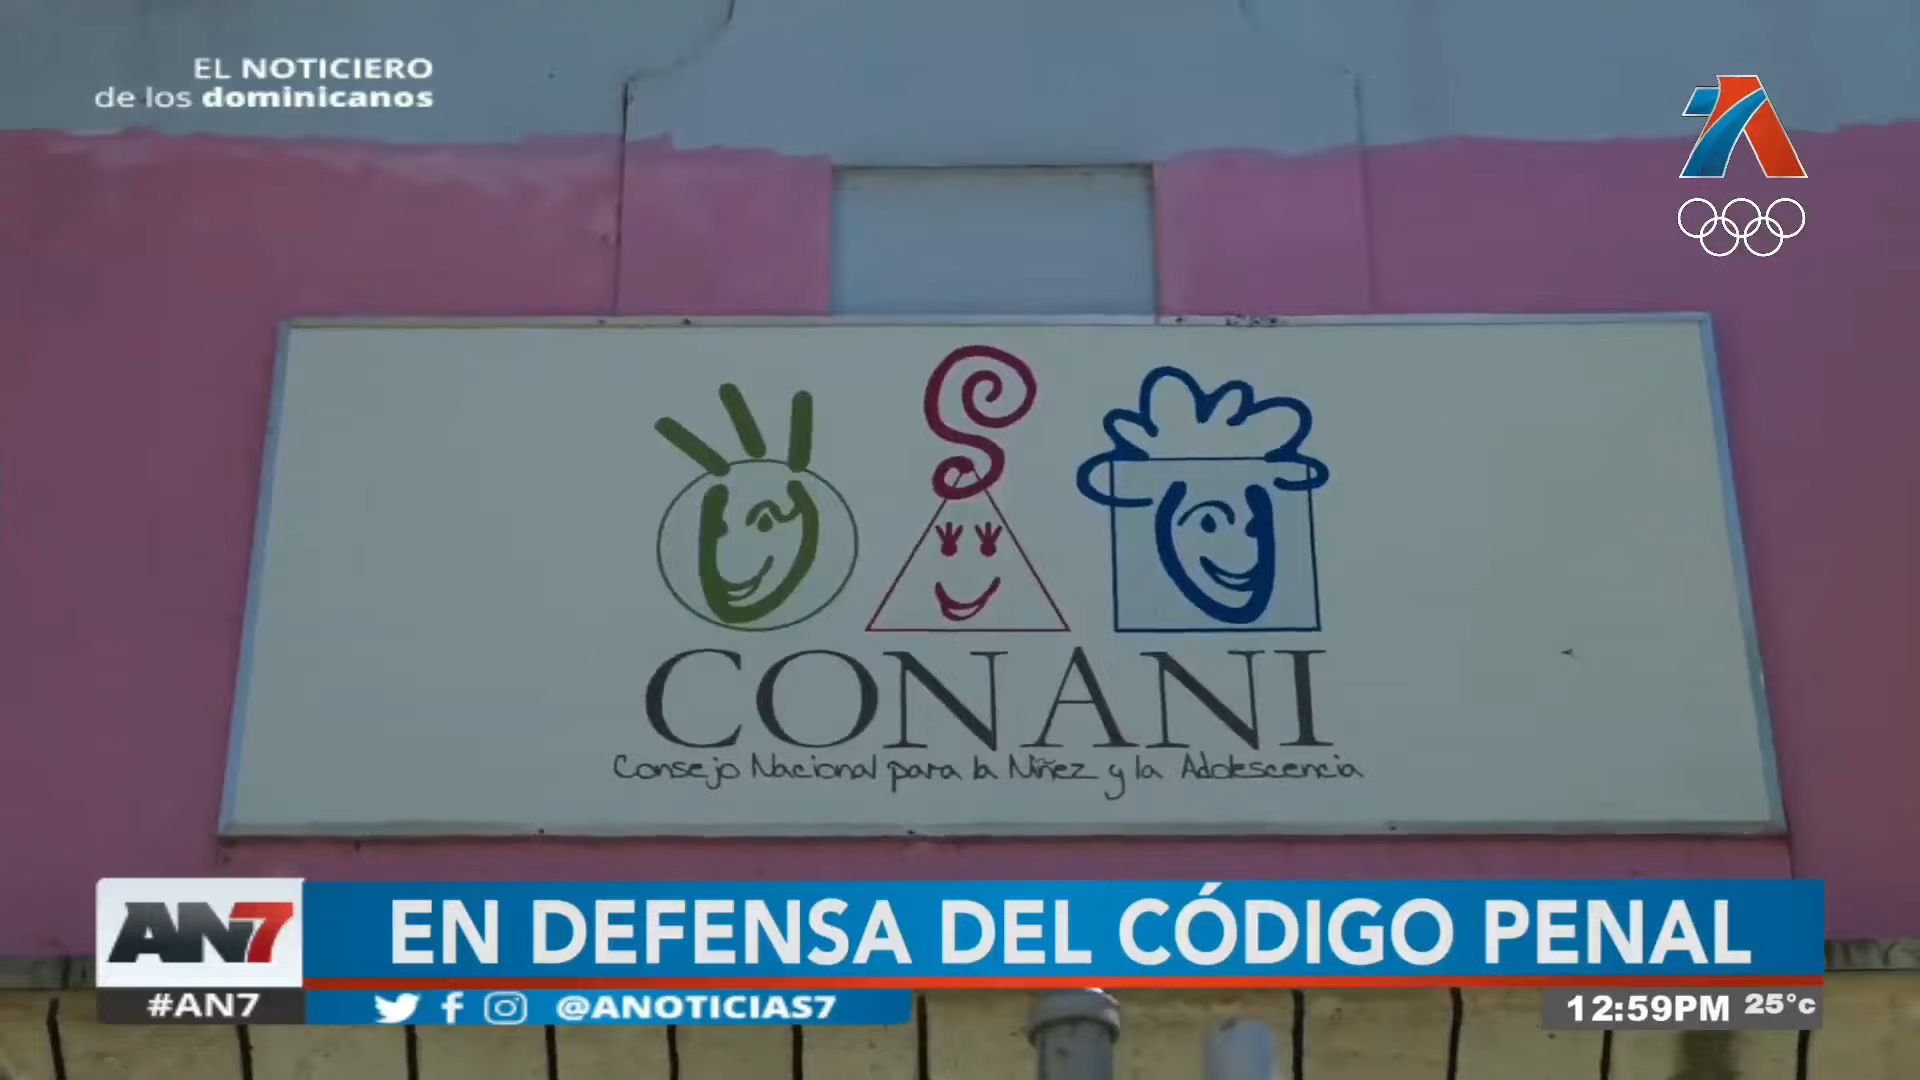 EL NOTICIERO
de los dominicanos
CONANI
Consejo Nacional para la Niñez y la Adolescencia
AN7
EN DEFENSA DEL CÓDIGO PENAL
#AN7
@ANOTICIAS7
12:59PM 25°c